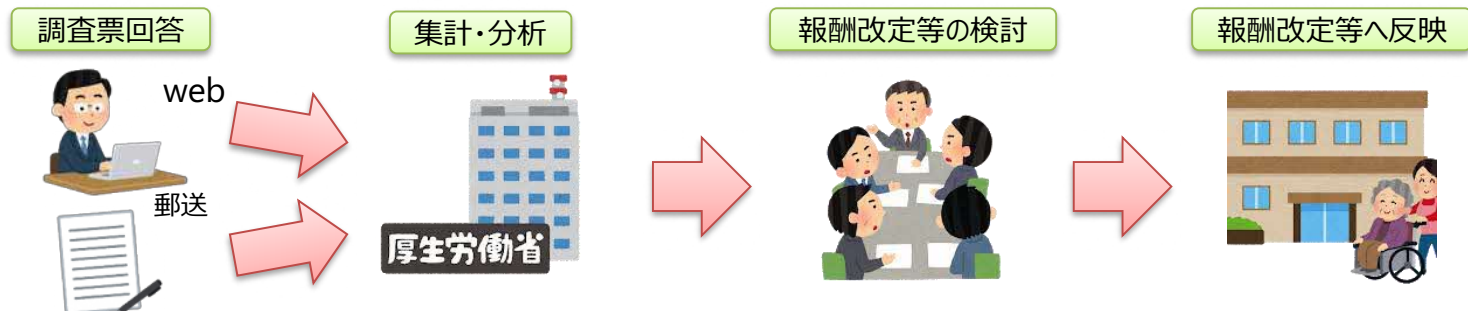 調査票回答
集計・分析
報酬改定等の検討
報酬改定等へ反映
web
郵送
厚生労働省